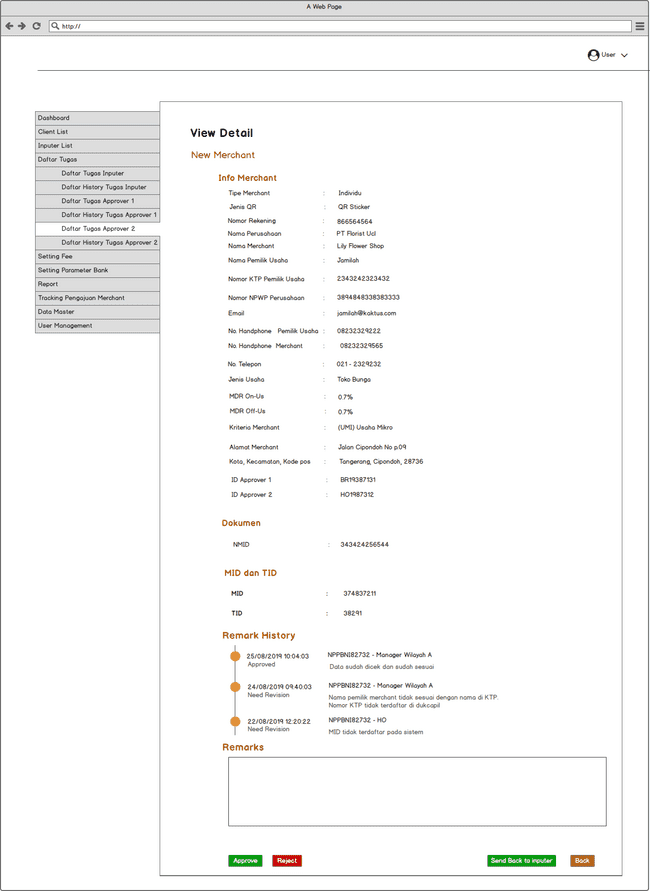 A Web Page
http://
User
Dashboard
Client List
Inputer List
Daftar Tugas
Daftar Tugas Inputer
Daftar History Tugas Inputer
Daftar Tugas Approver 1
Daftar History Tugas Approver 1
Daftar Tugas Approver 2
Daftar History Tugas Approver 2
Setting Fee
Setting Parameter Bank
Report
Tracking Pengajuan Merchant
Data Master
User Management
View Detail
New Merchant
Info Merchant
Tipe Merchant : Individu
Jenis QR : QR Sticker
Nomor Rekening : 866564564
Nama Perusahaan : PT Florist Ucl
Nama Merchant : Lily Flower Shop
Nama Pemilik Usaha : Jamilah
Nomor KTP Pemilik Usaha : 2343242323432
Nomor NPWP Perusahaan : 3894848338383333
Email : jamilah@kaktus.com
No Handphone Pemilik Usaha : 08232329222
No Handphone Merchant : 08232329565
No. Telepon : 021 - 2329232
Jenis Usaha : Toko Bunga
MDR On-Us : 0.7%
MDR Off-Us : 0.7%
Kriteria Merchant : (UMI) Usaha Mikro
Alamat Merchant : Jalan Cipondoh No p09
Kota, Kecamatan, Kode pos : Tangerang, Cipondoh, 28736
ID Approver 1 : BR19387131
ID Approver 2 : HO1987312
Dokumen
NMID : 343424256544
MID dan TID
MID : 374837211
TID : 38291
Remark History
25/08/2019 10:04:03 NPPBNI82732 - Manager Wilayah A
Approved Data sudah dicek dan sudah sesuai
24/08/2019 09:40:03 NPPBNI82732 - Manager Wilayah A
Need Revision Nama pemilik merchant tidak sesuai dengan nama di KTP.
Nomor KTP tidak terdaftar di dukcapil
22/08/2019 12:20:22 NPPBNI82732 - HO
Need Revision MID tidak terdaftar pada sistem
Remarks
Approve Reject Send Back to inputer Back